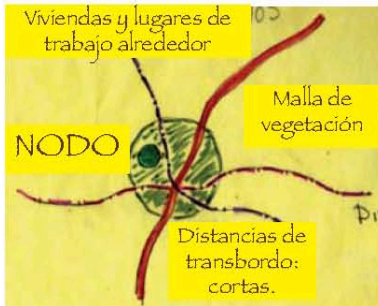 Viviendas y lugares de
trabajo alrededor
Malla de
vegetación
NODO
Distancias de
transbordo:
cortas.